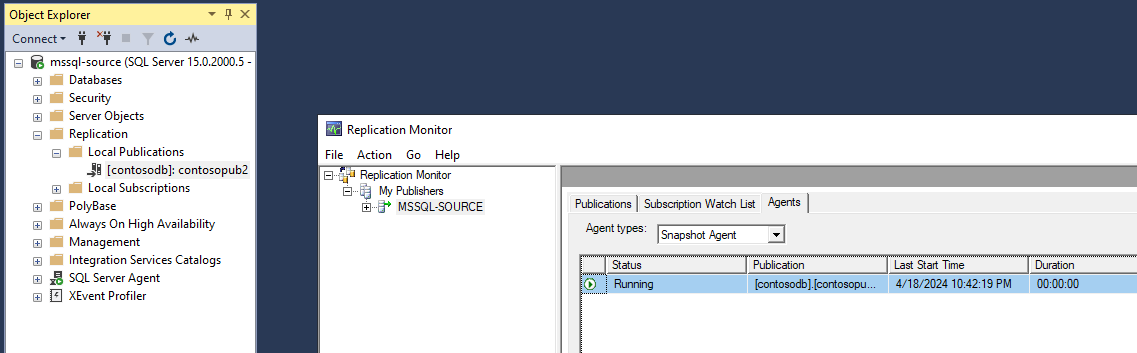 Object Explorer
Connect
mssql-source (SQL Server 15.0.2000.5 -
Databases
Security
Server Objects
Replication
Local Publications
[contosodb]: contosopub2
Local Subscriptions
PolyBase
Always On High Availability
Management
Integration Services Catalogs
SQL Server Agent
XEvent Profiler
Replication Monitor
File Action Go Help
Replication Monitor
My Publishers
MSSQL-SOURCE
Publications Subscription Watch List Agents
Agent types: Snapshot Agent
Status Publication Last Start Time Duration
Running [contosodb].[contosopu... 4/18/2024 10:42:19 PM 00:00:00